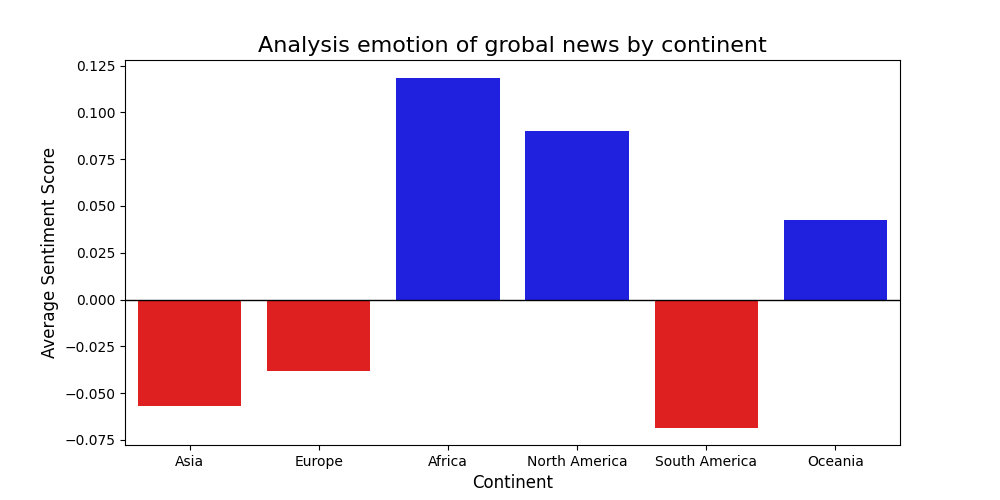 Analysis emotion of grobal news by continent
0.125
0.100
0.075
0.050
0.025
0.000
−0.025
−0.050
−0.075
Average Sentiment Score
Asia Europe Africa North America South America Oceania
Continent